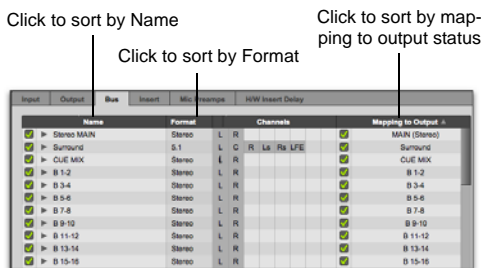 Click to sort by Name
Click to sort by map-
ping to output status
Click to sort by Format
Input Output Bus Insert Mic Preamps H/W Insert Delay
Name Format Channels Mapping to Output
Stereo MAIN Stereo L R MAIN (Stereo)
Surround 5.1 L C R Ls Rs LFE Surround
CUE MIX Stereo L R CUE MIX
B 1-2 Stereo L R B 1-2
B 3-4 Stereo L R B 3-4
B 5-6 Stereo L R B 5-6
B 7-8 Stereo L R B 7-8
B 9-10 Stereo L R B 9-10
B 11-12 Stereo L R B 11-12
B 13-14 Stereo L R B 13-14
B 15-16 Stereo L R B 15-16